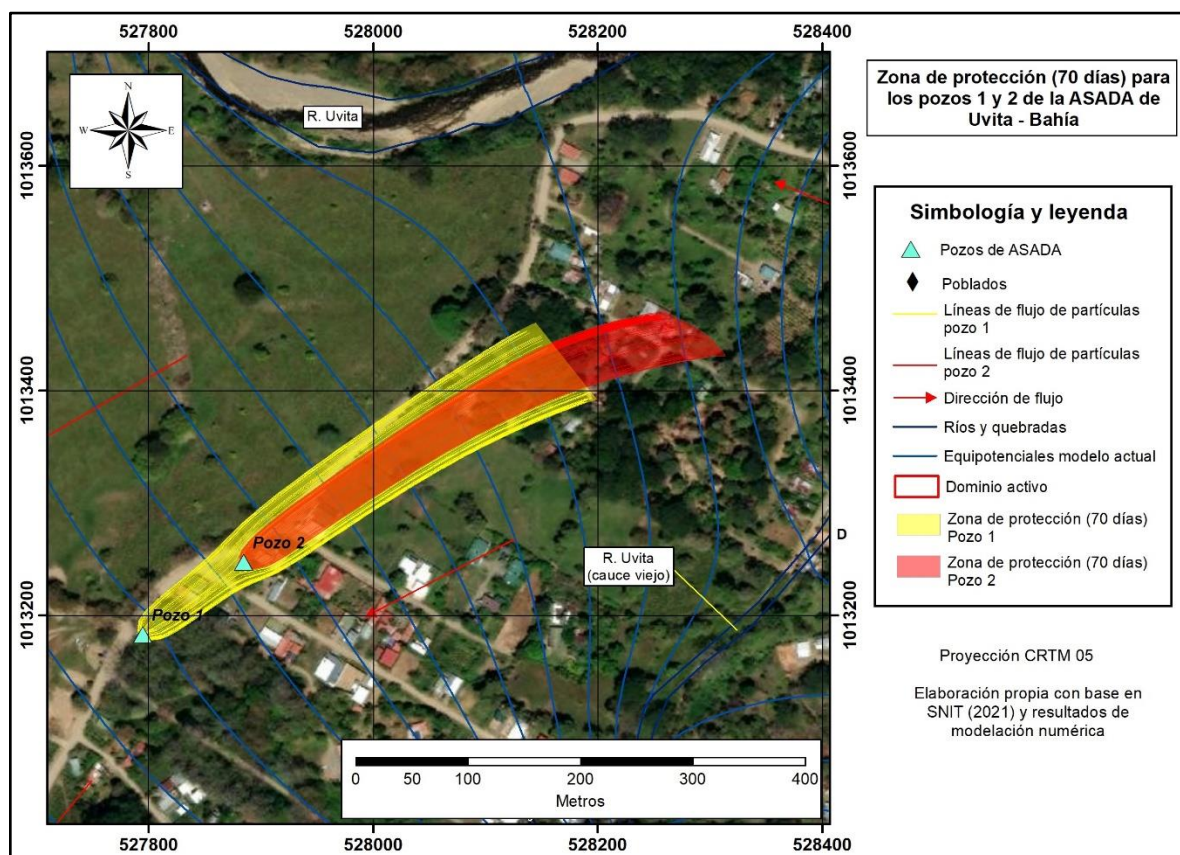 527800
528000
528200
528400
1013600
1013400
1013200
1013600
1013400
1013200
N
W
E
S
R. Uvita
Pozo 2
Pozo 1
R. Uvita
(cauce viejo)
D
0 50 100 200 300 400
Metros
527800
528000
528200
528400
Zona de protección (70 días) para
los pozos 1 y 2 de la ASADA de
Uvita - Bahía
Simbología y leyenda
Pozos de ASADA
Poblados
Líneas de flujo de partículas
pozo 1
Líneas de flujo de partículas
pozo 2
Dirección de flujo
Ríos y quebradas
Equipotenciales modelo actual
Dominio activo
Zona de protección (70 días)
Pozo 1
Zona de protección (70 días)
Pozo 2
Proyección CRTM 05
Elaboración propia con base en
SNIT (2021) y resultados de
modelación numérica